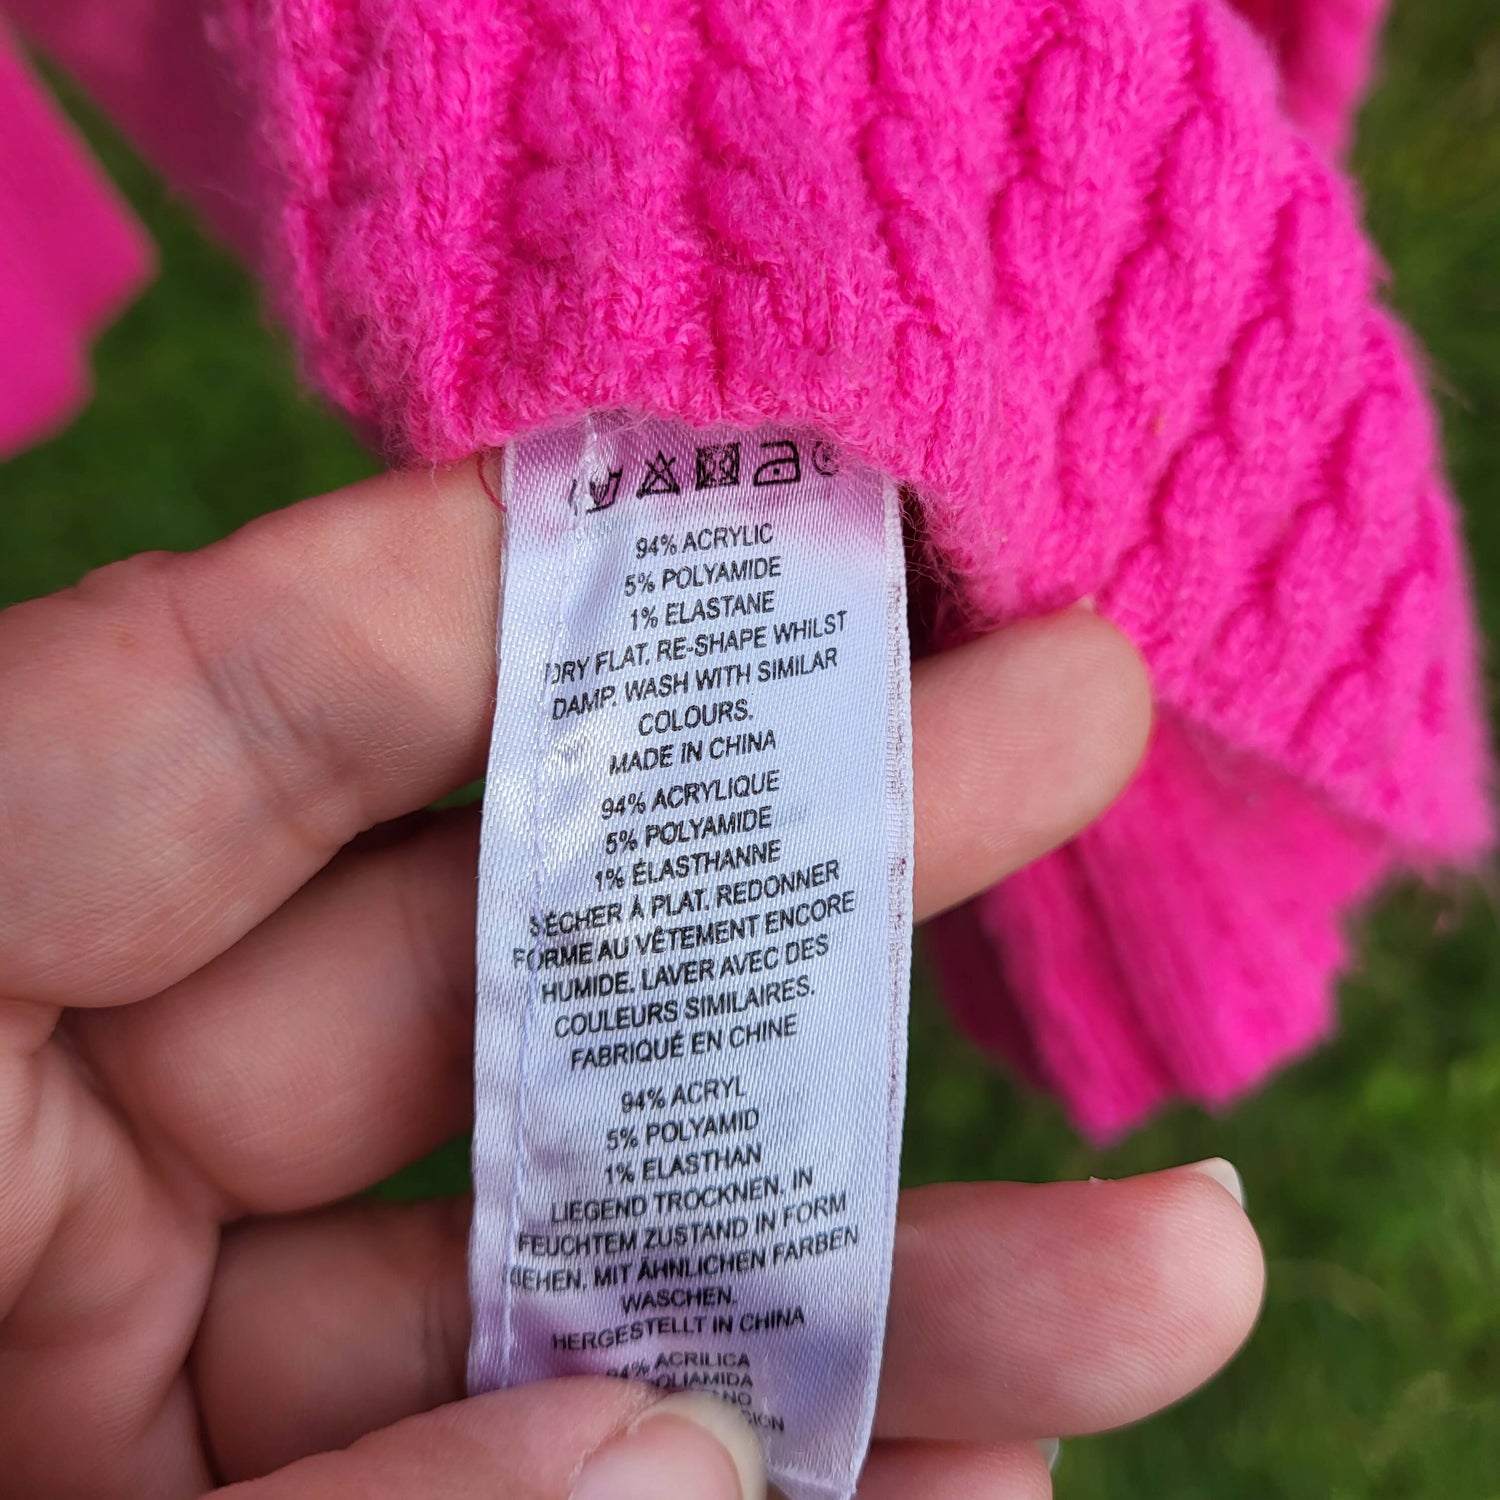 94% ACRYLIC
5% POLYAMIDE
1% ELASTANE
DRY FLAT. RE-SHAPE WHILST
DAMP. WASH WITH SIMILAR
COLOURS.
MADE IN CHINA
94% ACRYLIQUE
5% POLYAMIDE
1% ÉLASTHANNE
SÉCHER À PLAT. REDONNER
FORME AU VÊTEMENT ENCORE
HUMIDE. LAVER AVEC DES
COULEURS SIMILAIRES.
FABRIQUÉ EN CHINE
94% ACRYL
5% POLYAMID
1% ELASTHAN
LIEGEND TROCKNEN. IN
FEUCHTEM ZUSTAND IN FORM
ZIEHEN. MIT ÄHNLICHEN FARBEN
WASCHEN.
HERGESTELLT IN CHINA
94% ACRILICA